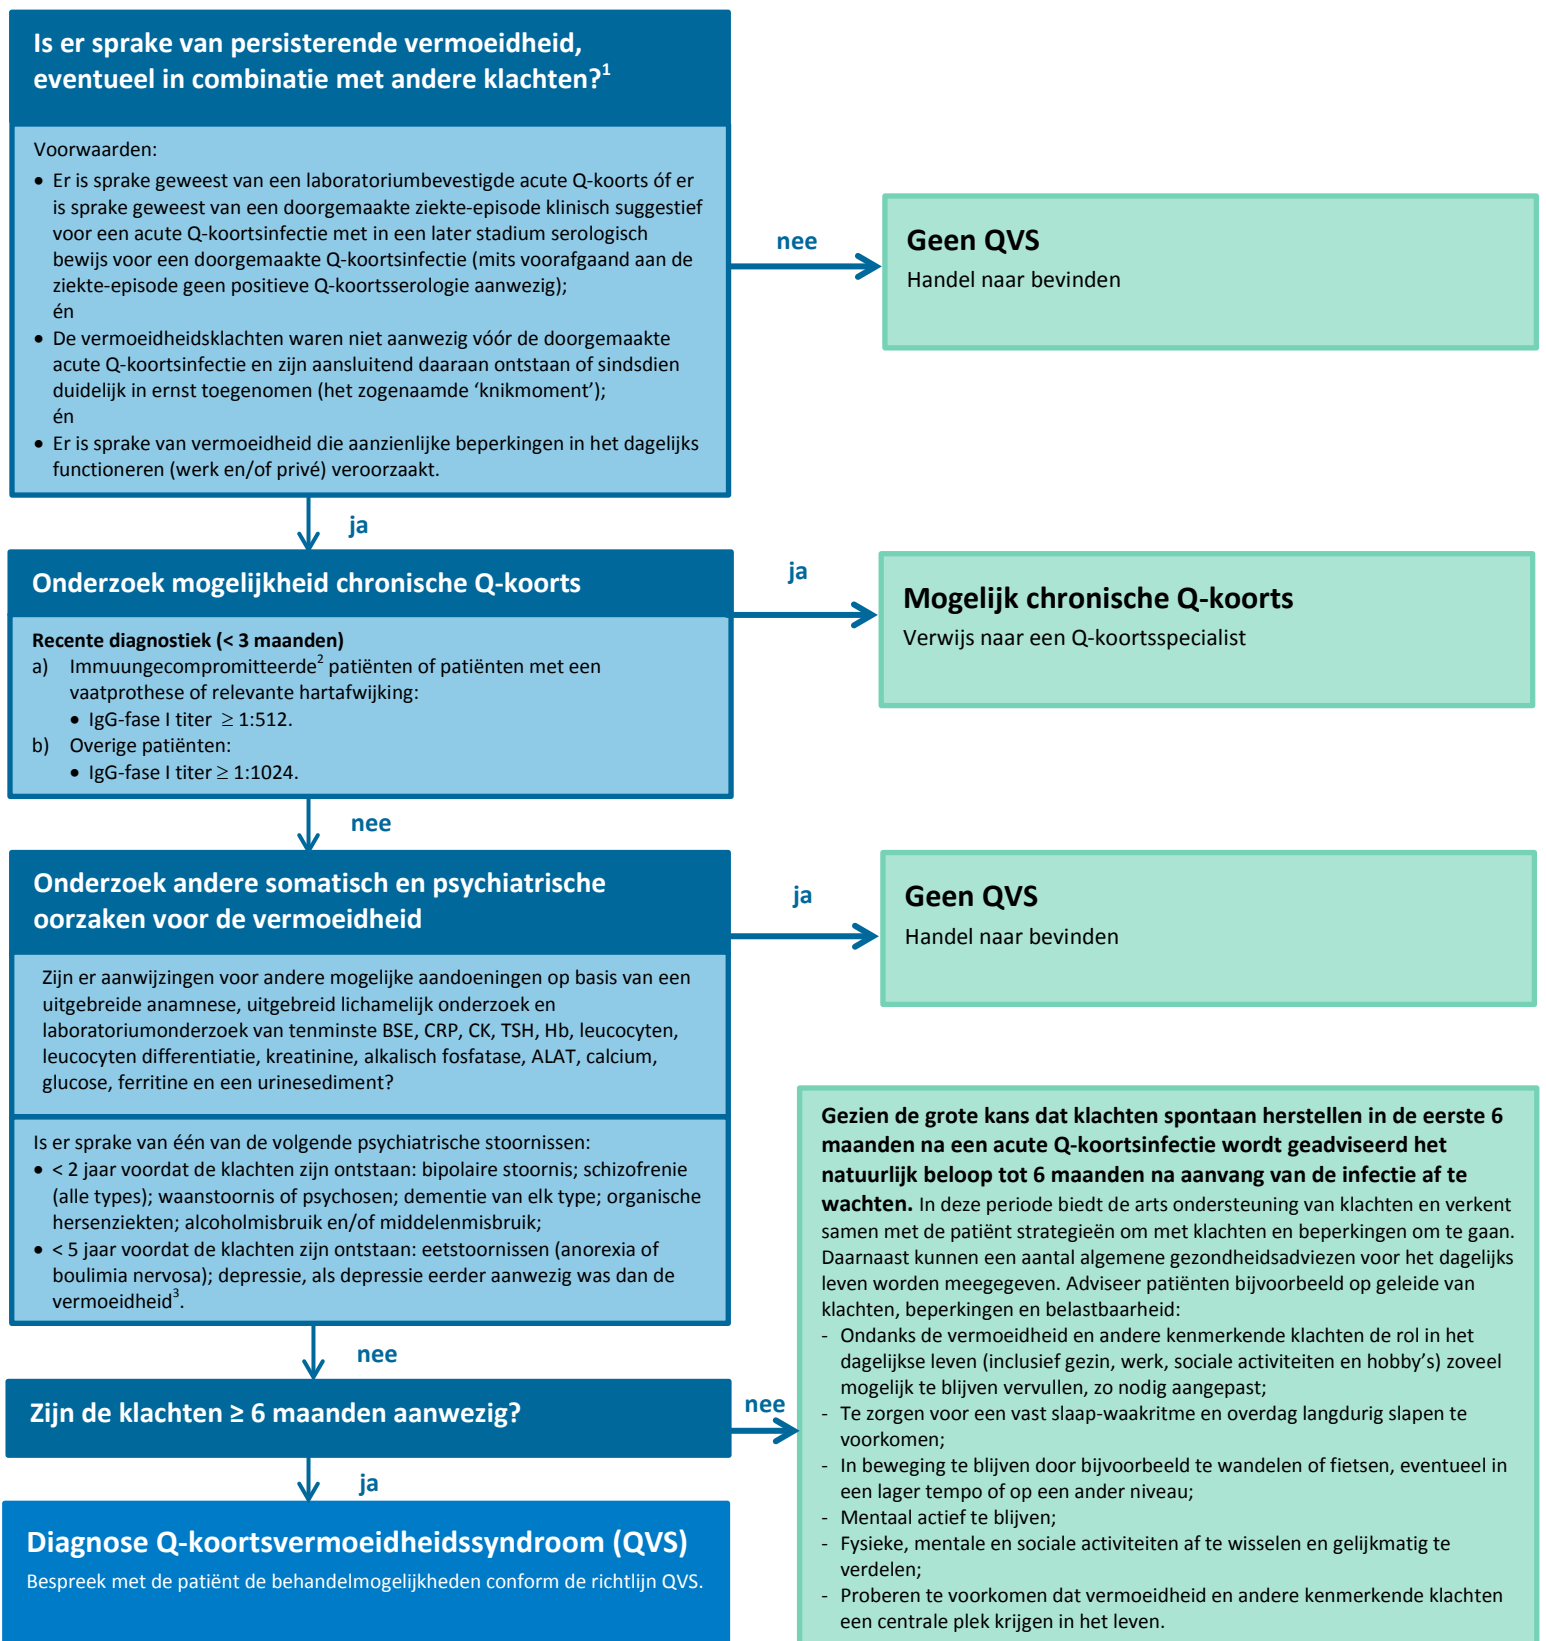 Is er sprake van persisterende vermoeidheid,
eventueel in combinatie met andere klachten?1
Voorwaarden:
• Er is sprake geweest van een laboratoriumbevestigde acute Q-koorts óf er
is sprake geweest van een doorgemaakte ziekte-episode klinisch suggestief
voor een acute Q-koortsinfectie met in een later stadium serologisch
bewijs voor een doorgemaakte Q-koortsinfectie (mits voorafgaand aan de
ziekte-episode geen positieve Q-koortsserologie aanwezig);
én
• De vermoeidheidsklachten waren niet aanwezig vóór de doorgemaakte
acute Q-koortsinfectie en zijn aansluitend daaraan ontstaan of sindsdien
duidelijk in ernst toegenomen (het zogenaamde ‘knikmoment’);
én
• Er is sprake van vermoeidheid die aanzienlijke beperkingen in het dagelijks
functioneren (werk en/of privé) veroorzaakt.
nee
Geen QVS
Handel naar bevinden
ja
Onderzoek mogelijkheid chronische Q-koorts
Recente diagnostiek (< 3 maanden)
a) Immuungecompromitteerde2 patiënten of patiënten met een
vaatprothese of relevante hartafwijking:
• IgG-fase I titer ≥ 1:512.
b) Overige patiënten:
• IgG-fase I titer ≥ 1:1024.
ja
Mogelijk chronische Q-koorts
Verwijs naar een Q-koortsspecialist
nee
Onderzoek andere somatisch en psychiatrische
oorzaken voor de vermoeidheid
Zijn er aanwijzingen voor andere mogelijke aandoeningen op basis van een
uitgebreide anamnese, uitgebreid lichamelijk onderzoek en
laboratoriumonderzoek van tenminste BSE, CRP, CK, TSH, Hb, leucocyten,
leucocyten differentiatie, kreatinine, alkalisch fosfatase, ALAT, calcium,
glucose, ferritine en een urinesediment?
Is er sprake van één van de volgende psychiatrische stoornissen:
• < 2 jaar voordat de klachten zijn ontstaan: bipolaire stoornis; schizofrenie
(alle types); waanstoornis of psychosen; dementie van elk type; organische
hersenziekten; alcoholmisbruik en/of middelenmisbruik;
• < 5 jaar voordat de klachten zijn ontstaan: eetstoornissen (anorexia of
boulimia nervosa); depressie, als depressie eerder aanwezig was dan de
vermoeidheid3.
ja
Geen QVS
Handel naar bevinden
nee
Zijn de klachten ≥ 6 maanden aanwezig?
nee
Gezien de grote kans dat klachten spontaan herstellen in de eerste 6
maanden na een acute Q-koortsinfectie wordt geadviseerd het
natuurlijk beloop tot 6 maanden na aanvang van de infectie af te
wachten. In deze periode biedt de arts ondersteuning van klachten en verkent
samen met de patiënt strategieën om met klachten en beperkingen om te gaan.
Daarnaast kunnen een aantal algemene gezondheidsadviezen voor het dagelijks
leven worden meegegeven. Adviseer patiënten bijvoorbeeld op geleide van
klachten, beperkingen en belastbaarheid:
- Ondanks de vermoeidheid en andere kenmerkende klachten de rol in het
dagelijkse leven (inclusief gezin, werk, sociale activiteiten en hobby’s) zoveel
mogelijk te blijven vervullen, zo nodig aangepast;
- Te zorgen voor een vast slaap-waakritme en overdag langdurig slapen te
voorkomen;
- In beweging te blijven door bijvoorbeeld te wandelen of fietsen, eventueel in
een lager tempo of op een ander niveau;
- Mentaal actief te blijven;
- Fysieke, mentale en sociale activiteiten af te wisselen en gelijkmatig te
verdelen;
- Proberen te voorkomen dat vermoeidheid en andere kenmerkende klachten
een centrale plek krijgen in het leven.
ja
Diagnose Q-koortsvermoeidheidssyndroom (QVS)
Bespreek met de patiënt de behandelmogelijkheden conform de richtlijn QVS.